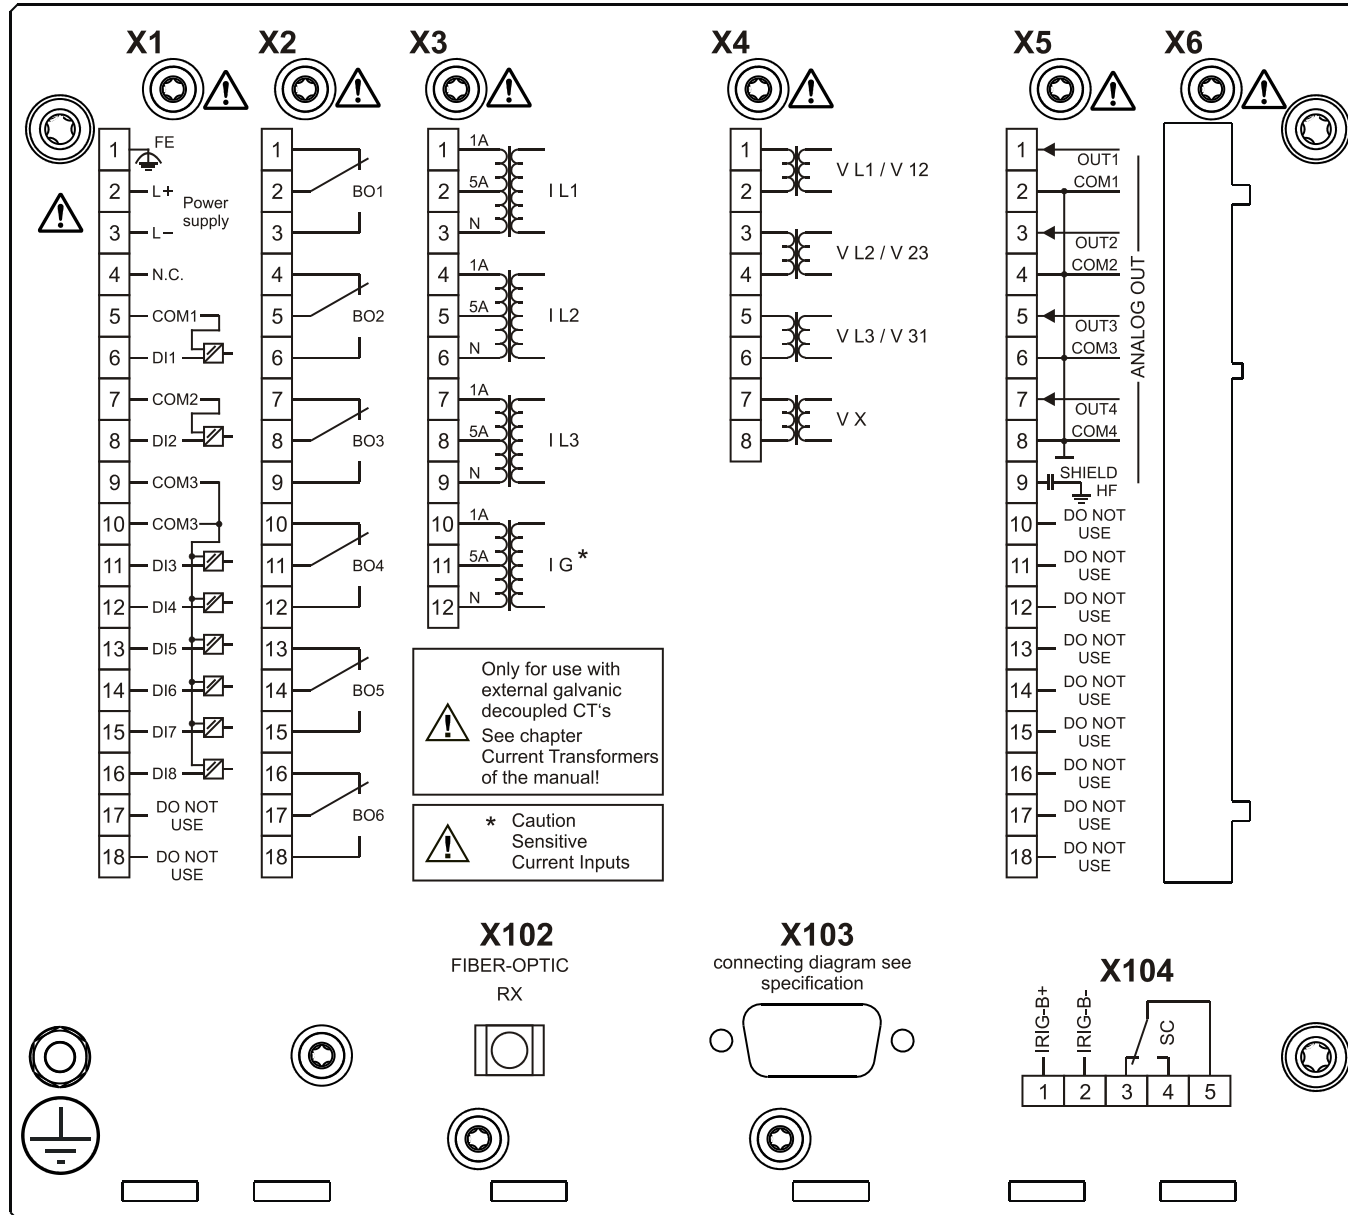 X1
X2
X3
X4
X5
X6
1 FE
2 L+
Power
supply
3 L-
4 N.C.
5 COM1
6 DI1
7 COM2
8 DI2
9 COM3
10 COM3
11 DI3
12 DI4
13 DI5
14 DI6
15 DI7
16 DI8
17 DO NOT
USE
18 DO NOT
USE
1
2 BO1
3
4
5 BO2
6
7
8 BO3
9
10
11 BO4
12
13
14 BO5
15
16
17 BO6
18
1 1A
2 5A I L1
3 N
4 1A
5 5A I L2
6 N
7 1A
8 5A I L3
9 N
10 1A
11 5A I G *
12 N
Only for use with
external galvanic
decoupled CT's
See chapter
Current Transformers
of the manual!
* Caution
Sensitive
Current Inputs
1
V L1 / V 12
2
3
V L2 / V 23
4
5
V L3 / V 31
6
7
V X
8
1 OUT1
2 COM1
3 OUT2
4 COM2
5 OUT3
6 COM3
7 OUT4
8 COM4
ANALOG OUT
9 SHIELD
HF
10 DO NOT
USE
11 DO NOT
USE
12 DO NOT
USE
13 DO NOT
USE
14 DO NOT
USE
15 DO NOT
USE
16 DO NOT
USE
17 DO NOT
USE
18 DO NOT
USE
X102
FIBER-OPTIC
RX
X103
connecting diagram see
specification
X104
IRIG-B+
IRIG-B-
SC
1 2 3 4 5